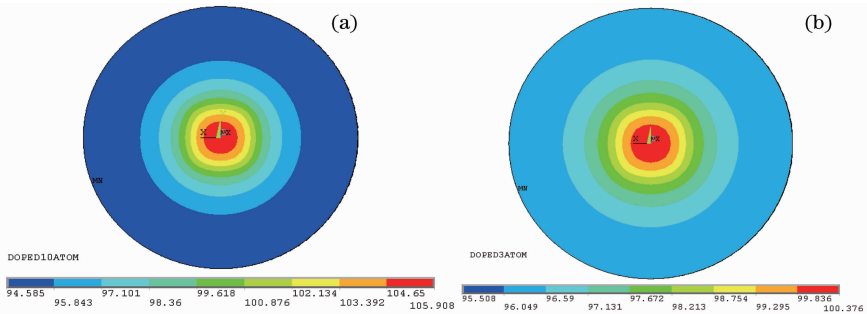 (a)
(b)
X
MX
X
MX
MN
MN
DOPED10ATOM
DOPED3ATOM
94.585 97.101 99.618 102.134 104.65
95.843 98.36 100.876 103.392 105.908
95.508 96.59 97.672 98.754 99.836
96.049 97.131 98.213 99.295 100.376